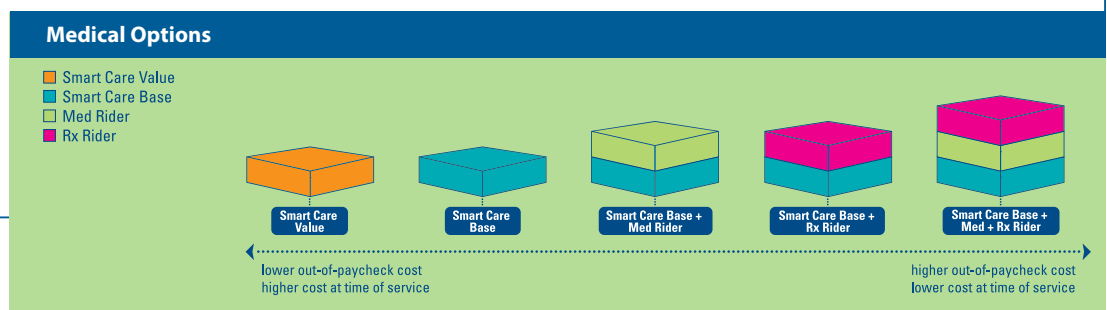 Medical Options
Smart Care Value
Smart Care Base
Med Rider
Rx Rider
Smart Care
Value
Smart Care
Base
Smart Care Base +
Med Rider
Smart Care Base +
Rx Rider
Smart Care Base +
Med + Rx Rider
lower out-of-paycheck cost
higher cost at time of service
higher out-of-paycheck cost
lower cost at time of service